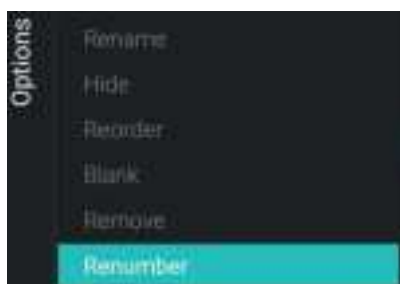 Options
Rename
Hide
Reorder
Blank
Remove
Renumber